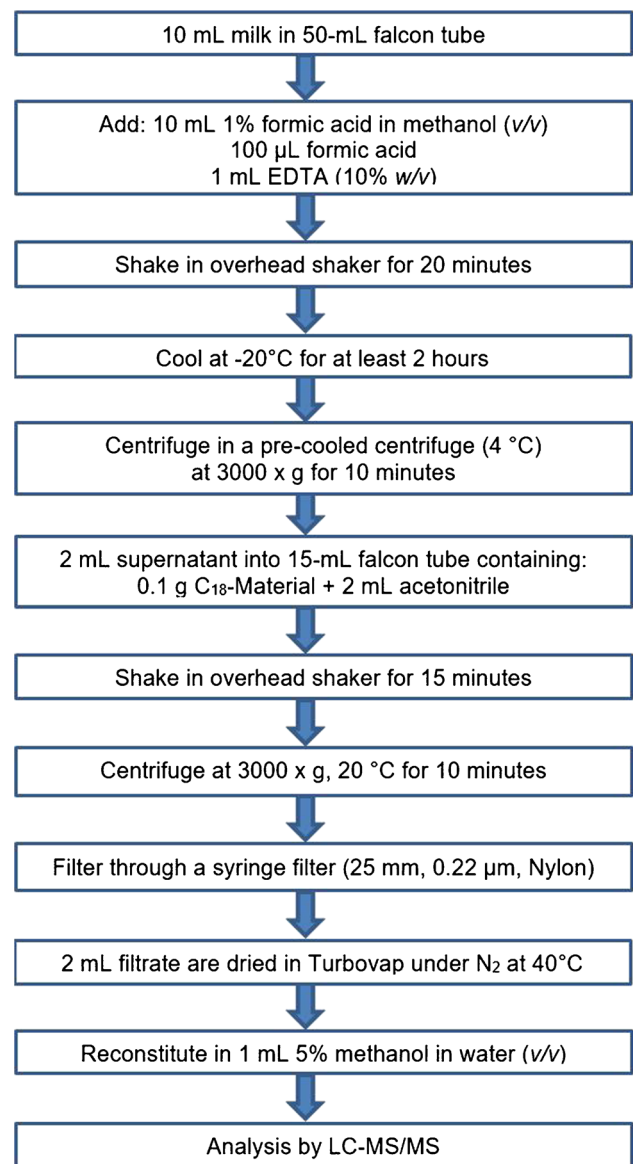 10 mL milk in 50-mL falcon tube
Add: 10 mL 1% formic acid in methanol (v/v)
100 µL formic acid
1 mL EDTA (10% w/v)
Shake in overhead shaker for 20 minutes
Cool at -20°C for at least 2 hours
Centrifuge in a pre-cooled centrifuge (4 °C)
at 3000 x g for 10 minutes
2 mL supernatant into 15-mL falcon tube containing:
0.1 g C₁₈-Material + 2 mL acetonitrile
Shake in overhead shaker for 15 minutes
Centrifuge at 3000 x g, 20 °C for 10 minutes
Filter through a syringe filter (25 mm, 0.22 µm, Nylon)
2 mL filtrate are dried in Turbovap under N₂ at 40°C
Reconstitute in 1 mL 5% methanol in water (v/v)
Analysis by LC-MS/MS